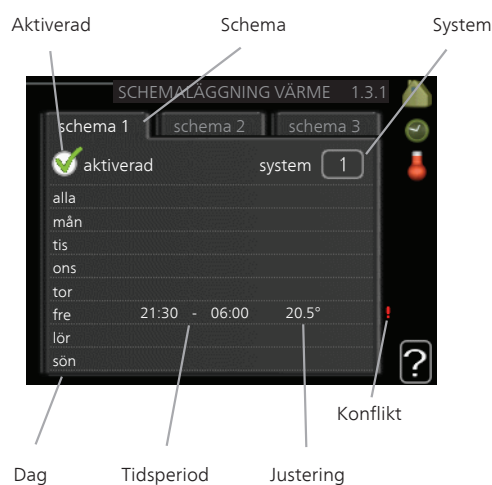 Aktiverad Schema System
SCHEMALÄGGNING VÄRME 1.3.1
schema 1 schema 2 schema 3
aktiverad system 1
alla
mån
tis
ons
tor
fre 21:30 - 06:00 20.5° !
lör
sön
?
Konflikt
Dag Tidsperiod Justering